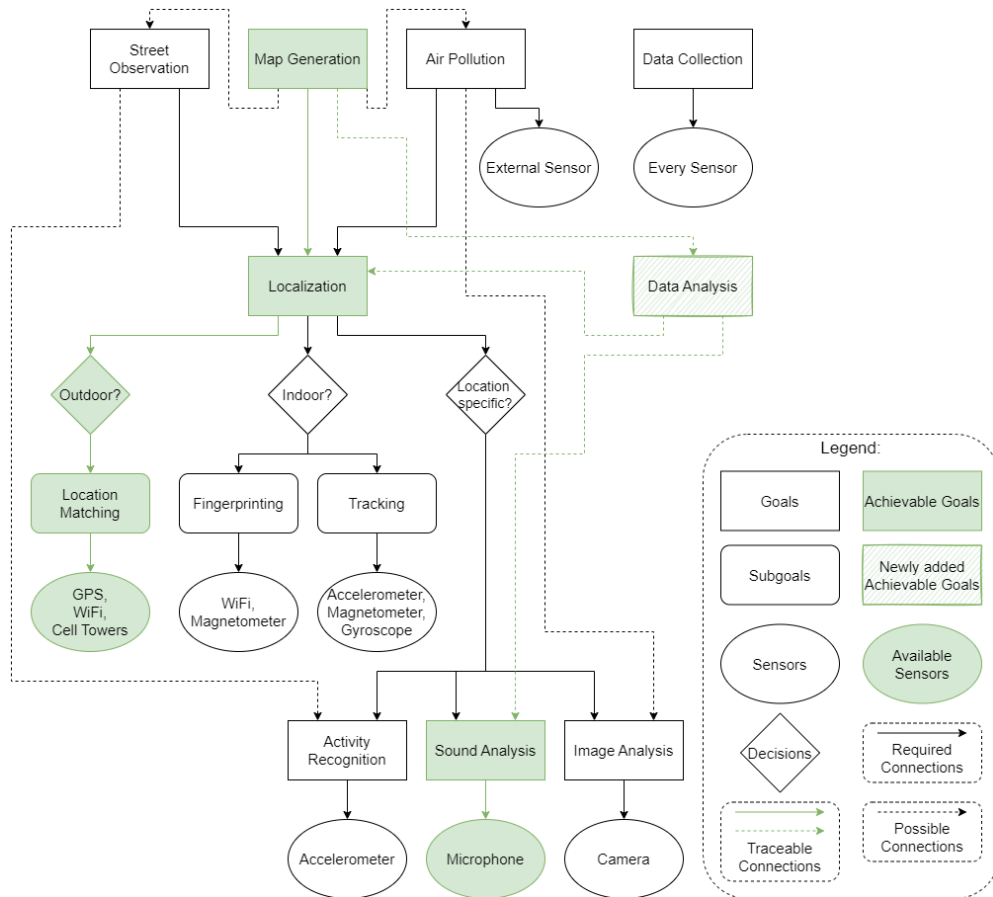 Street
Observation
Map Generation
Air Pollution
Data Collection
External Sensor
Every Sensor
Localization
Data Analysis
Outdoor?
Indoor?
Location
specific?
Location
Matching
Fingerprinting
Tracking
GPS,
WiFi,
Cell Towers
WiFi,
Magnetometer
Accelerometer,
Magnetometer,
Gyroscope
Activity
Recognition
Sound Analysis
Image Analysis
Accelerometer
Microphone
Camera
Legend:
Goals
Achievable Goals
Subgoals
Newly added
Achievable Goals
Sensors
Available
Sensors
Decisions
Required
Connections
Traceable
Connections
Possible
Connections